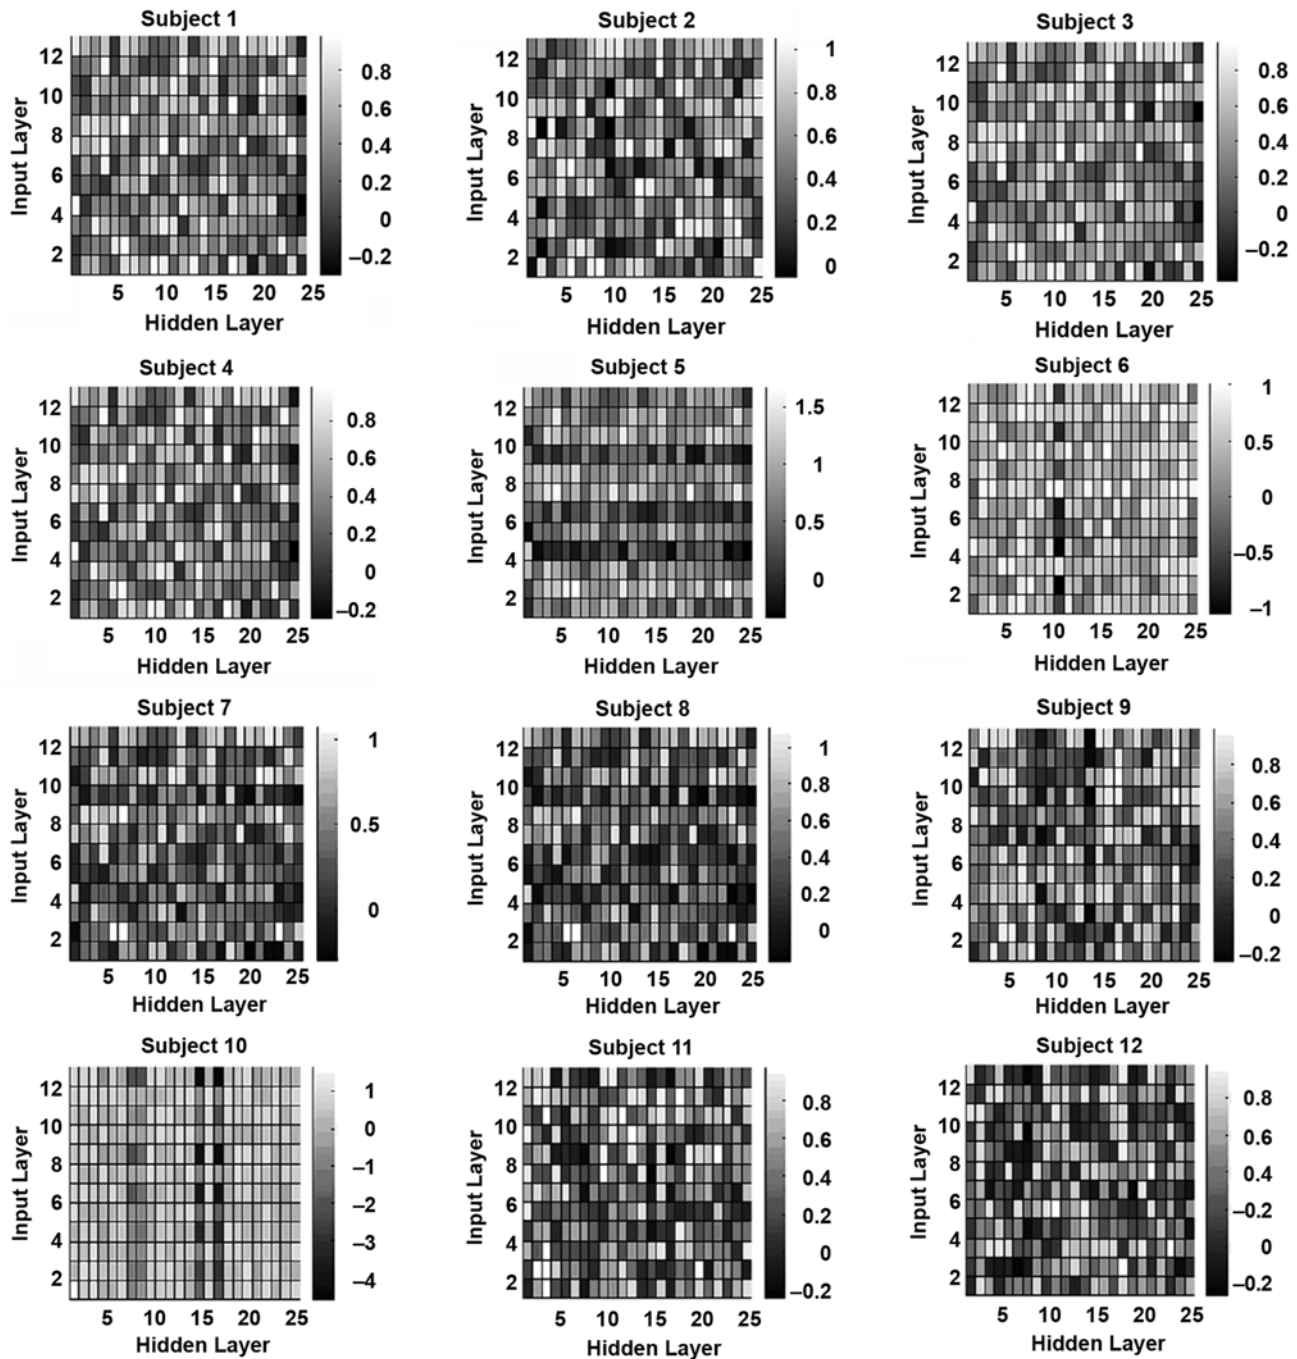 Subject 1
Input Layer
12
10
8
6
4
2
5 10 15 20 25
Hidden Layer
0.8
0.6
0.4
0.2
0
–0.2
Subject 2
Input Layer
12
10
8
6
4
2
5 10 15 20 25
Hidden Layer
1
0.8
0.6
0.4
0.2
0
Subject 3
Input Layer
12
10
8
6
4
2
5 10 15 20 25
Hidden Layer
0.8
0.6
0.4
0.2
0
–0.2
Subject 4
Input Layer
12
10
8
6
4
2
5 10 15 20 25
Hidden Layer
0.8
0.6
0.4
0.2
0
–0.2
Subject 5
Input Layer
12
10
8
6
4
2
5 10 15 20 25
Hidden Layer
1.5
1
0.5
0
Subject 6
Input Layer
12
10
8
6
4
2
5 10 15 20 25
Hidden Layer
1
0.5
0
–0.5
–1
Subject 7
Input Layer
12
10
8
6
4
2
5 10 15 20 25
Hidden Layer
1
0.5
0
Subject 8
Input Layer
12
10
8
6
4
2
5 10 15 20 25
Hidden Layer
1
0.8
0.6
0.4
0.2
0
Subject 9
Input Layer
12
10
8
6
4
2
5 10 15 20 25
Hidden Layer
0.8
0.6
0.4
0.2
0
–0.2
Subject 10
Input Layer
12
10
8
6
4
2
5 10 15 20 25
Hidden Layer
1
0
–1
–2
–3
–4
Subject 11
Input Layer
12
10
8
6
4
2
5 10 15 20 25
Hidden Layer
0.8
0.6
0.4
0.2
0
–0.2
Subject 12
Input Layer
12
10
8
6
4
2
5 10 15 20 25
Hidden Layer
0.8
0.6
0.4
–0.2
0
–0.2